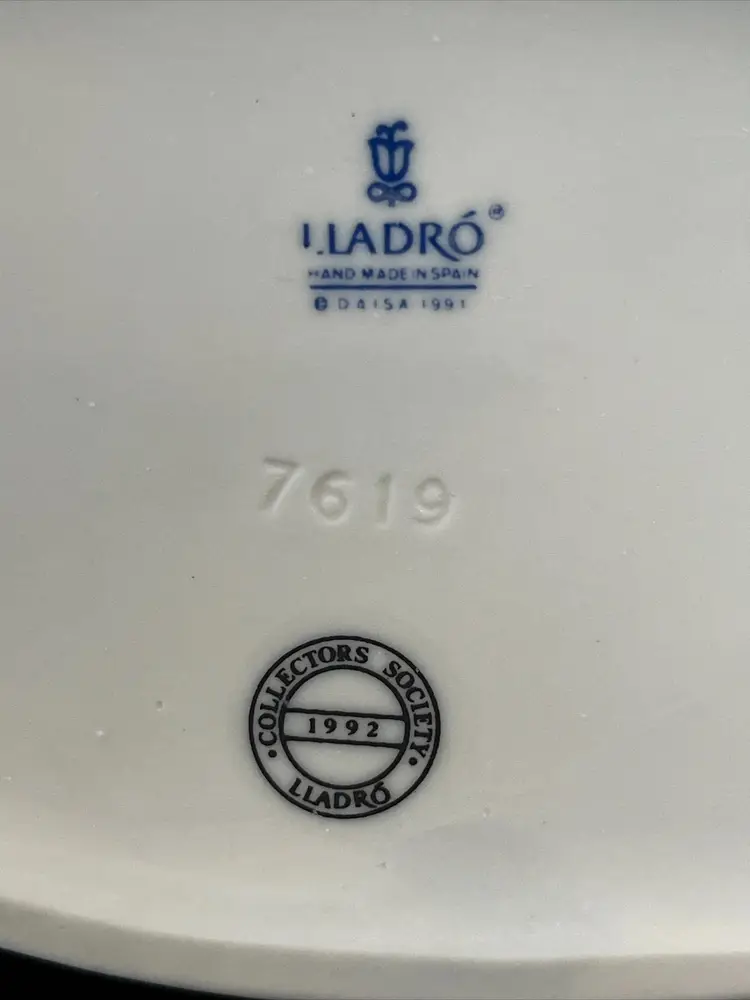 LLADRÓ®
HAND MADE IN SPAIN
© DAISA 1991
7619
· COLLECTORS SOCIETY ·
1992
LLADRÓ